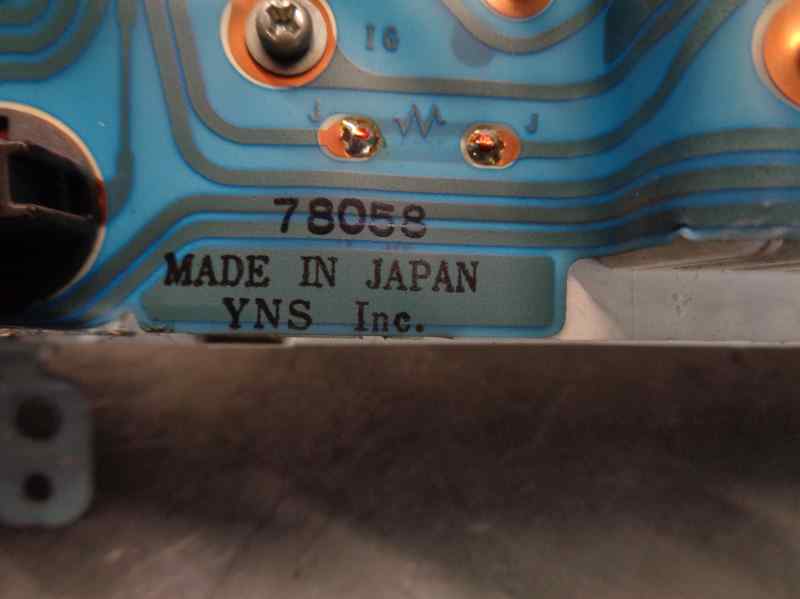 IG
J J
78058
MADE IN JAPAN
YNS Inc.